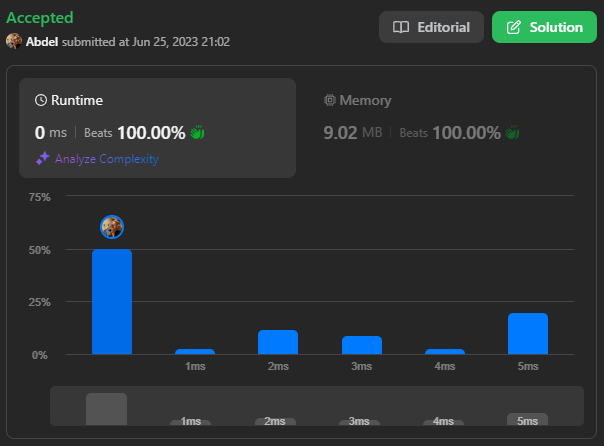 Accepted
Abdel submitted at Jun 25, 2023 21:02
Editorial
Solution
Runtime
0 ms | Beats 100.00%
Analyze Complexity
Memory
9.02 MB | Beats 100.00%
75%
50%
25%
0%
1ms 2ms 3ms 4ms 5ms
1ms 2ms 3ms 4ms 5ms